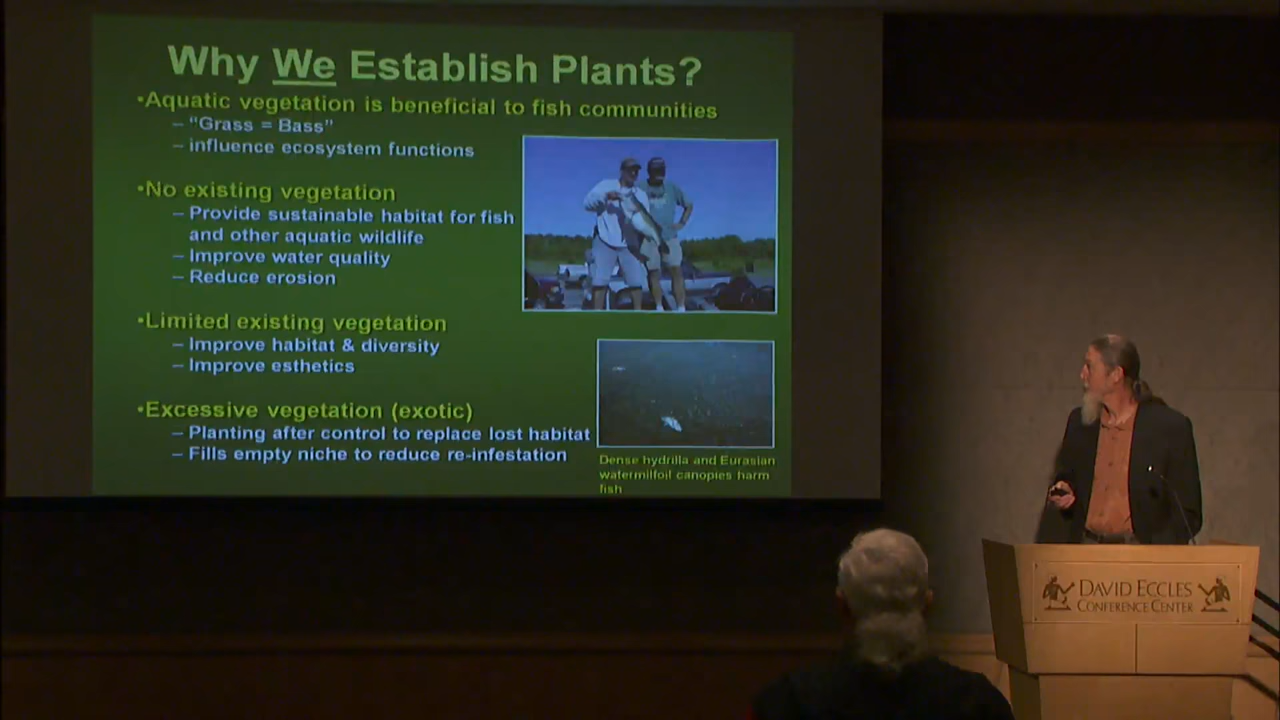 Why We Establish Plants?
•Aquatic vegetation is beneficial to fish communities
– “Grass = Bass”
– influence ecosystem functions
•No existing vegetation
– Provide sustainable habitat for fish
and other aquatic wildlife
– Improve water quality
– Reduce erosion
•Limited existing vegetation
– Improve habitat & diversity
– Improve esthetics
•Excessive vegetation (exotic)
– Planting after control to replace lost habitat
– Fills empty niche to reduce re-infestation
Dense hydrilla and Eurasian
watermilfoil canopies harm
fish
DAVID ECCLES
CONFERENCE CENTER